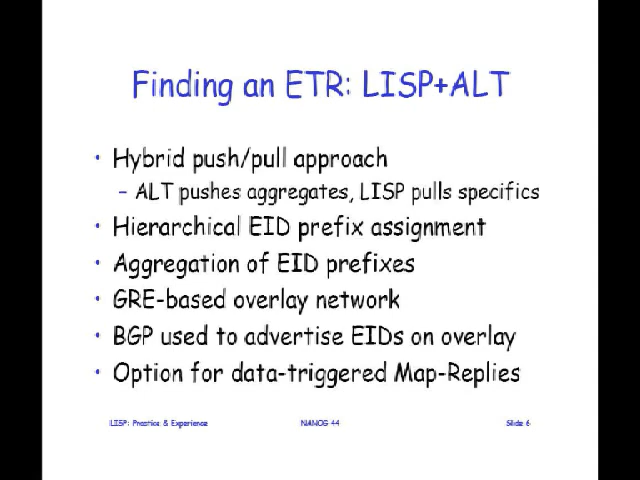 Finding an ETR: LISP+ALT
• Hybrid push/pull approach
– ALT pushes aggregates, LISP pulls specifics
• Hierarchical EID prefix assignment
• Aggregation of EID prefixes
• GRE-based overlay network
• BGP used to advertise EIDs on overlay
• Option for data-triggered Map-Replies
LISP: Practice & Experience NANOG 44 Slide 6